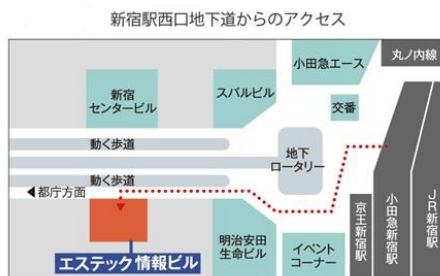 新宿駅西口地下道からのアクセス
小田急エース
丸ノ内線
新宿
センタービル
スバルビル
交番
動く歩道
地下
ロータリー
動く歩道
◀都庁方面
エステック情報ビル
明治安田
生命ビル
イベント
コーナー
京王新宿駅
小田急新宿駅
JR新宿駅